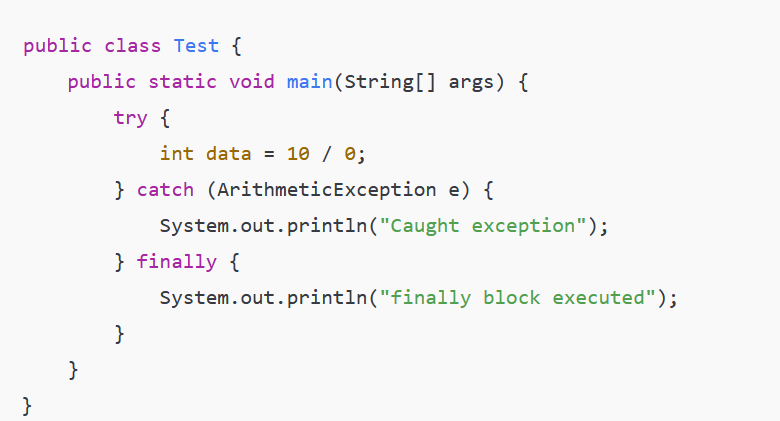 public class Test {
    public static void main(String[] args) {
        try {
            int data = 10 / 0;
        } catch (ArithmeticException e) {
            System.out.println("Caught exception");
        } finally {
            System.out.println("finally block executed");
        }
    }
}